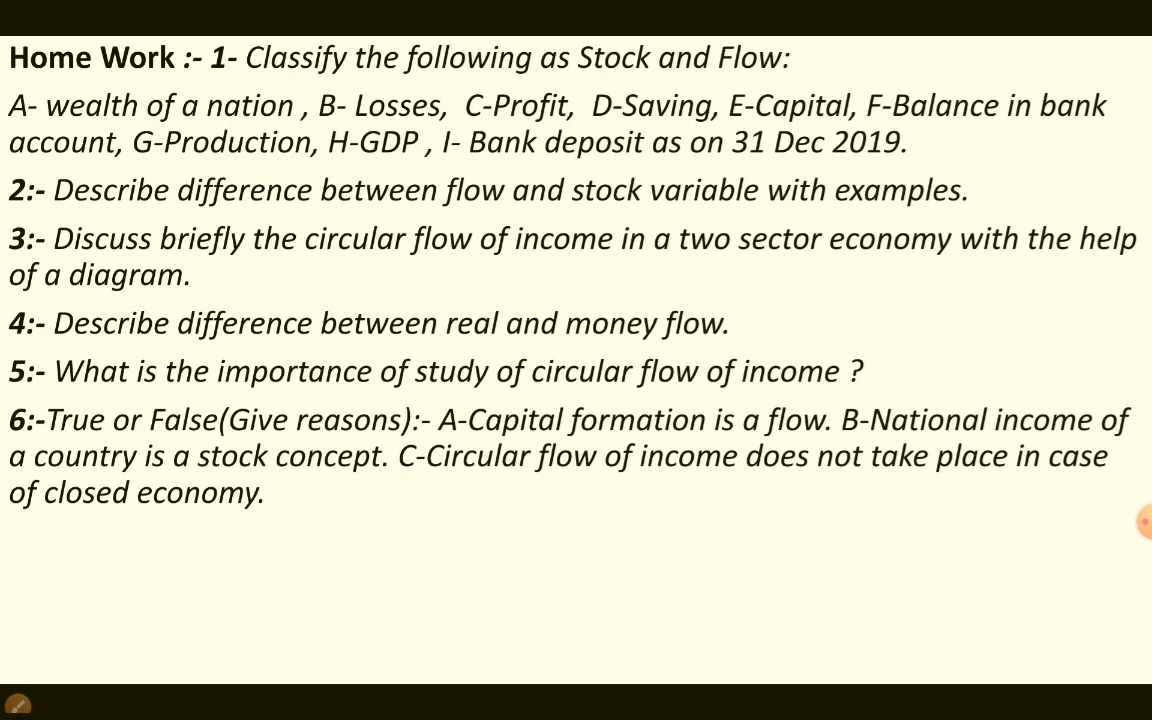 Home Work :- 1- Classify the following as Stock and Flow:
A- wealth of a nation , B- Losses, C-Profit, D-Saving, E-Capital, F-Balance in bank
account, G-Production, H-GDP , I- Bank deposit as on 31 Dec 2019.
2:- Describe difference between flow and stock variable with examples.
3:- Discuss briefly the circular flow of income in a two sector economy with the help
of a diagram.
4:- Describe difference between real and money flow.
5:- What is the importance of study of circular flow of income ?
6:-True or False(Give reasons):- A-Capital formation is a flow. B-National income of
a country is a stock concept. C-Circular flow of income does not take place in case
of closed economy.